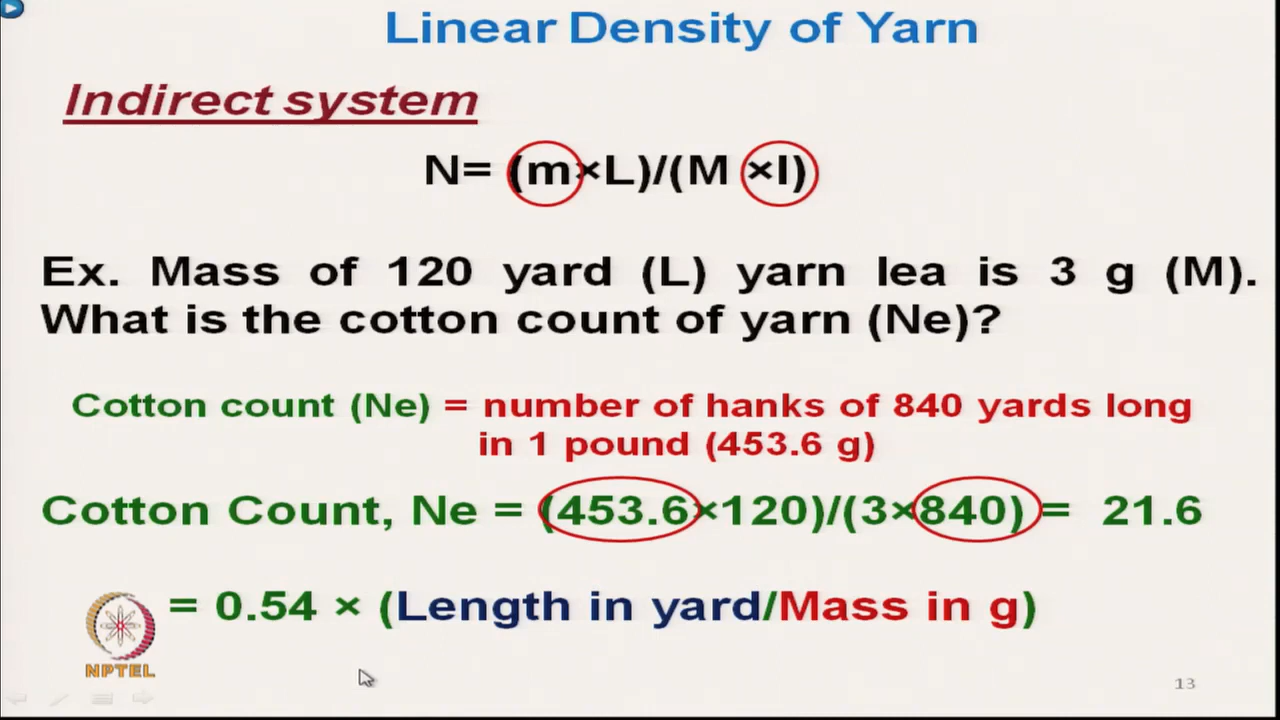 Linear Density of Yarn
Indirect system
N= (m×L)/(M ×l)
Ex. Mass of 120 yard (L) yarn lea is 3 g (M).
What is the cotton count of yarn (Ne)?
Cotton count (Ne) = number of hanks of 840 yards long
in 1 pound (453.6 g)
Cotton Count, Ne = (453.6×120)/(3×840) = 21.6
= 0.54 × (Length in yard/Mass in g)
NPTEL
13